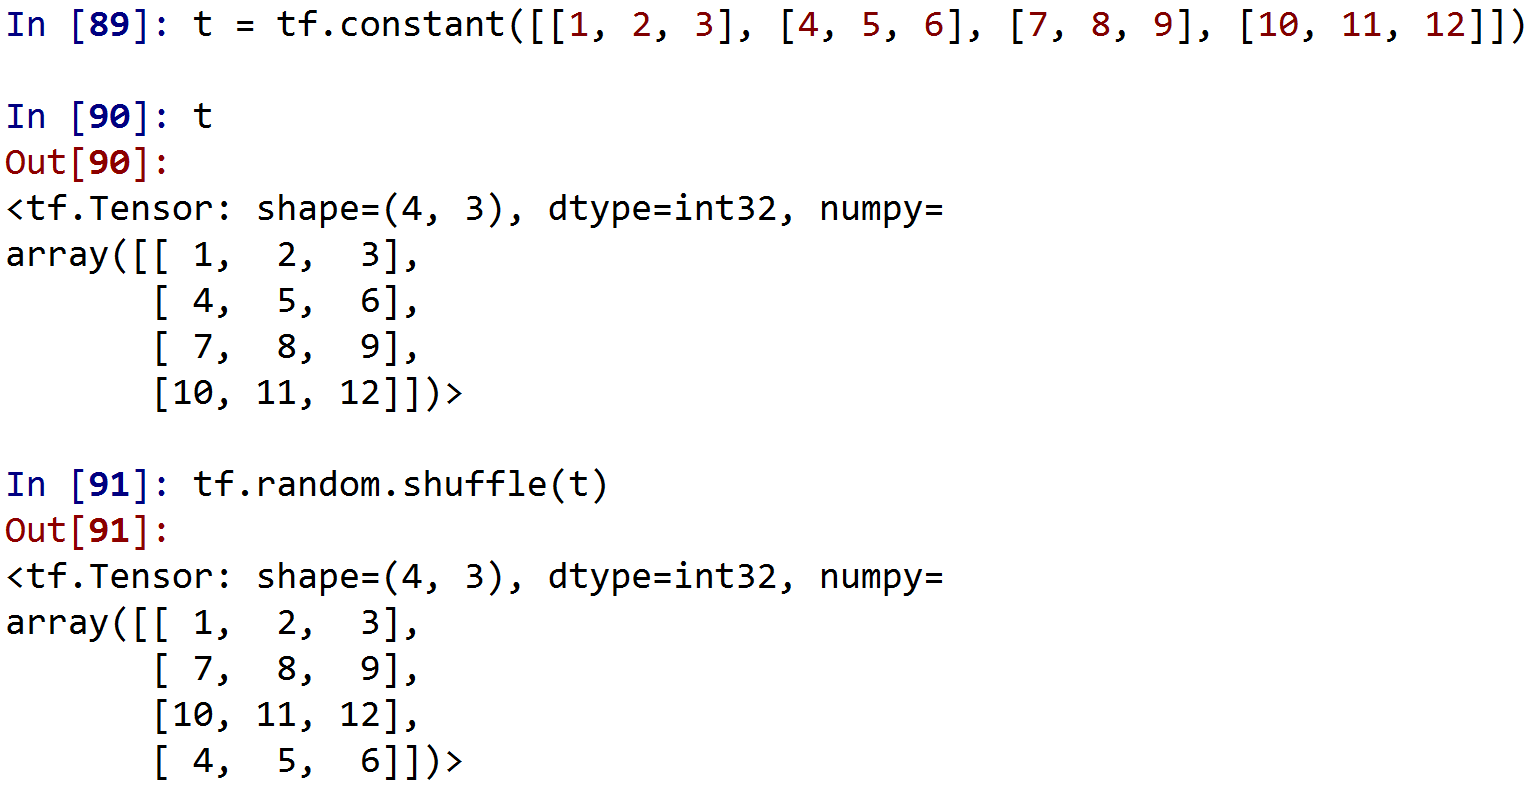 In [89]: t = tf.constant([[1, 2, 3], [4, 5, 6], [7, 8, 9], [10, 11, 12]])
In [90]: t
Out[90]:
<tf.Tensor: shape=(4, 3), dtype=int32, numpy=
array([[ 1,  2,  3],
       [ 4,  5,  6],
       [ 7,  8,  9],
       [10, 11, 12]])>
In [91]: tf.random.shuffle(t)
Out[91]:
<tf.Tensor: shape=(4, 3), dtype=int32, numpy=
array([[ 1,  2,  3],
       [ 7,  8,  9],
       [10, 11, 12],
       [ 4,  5,  6]])>